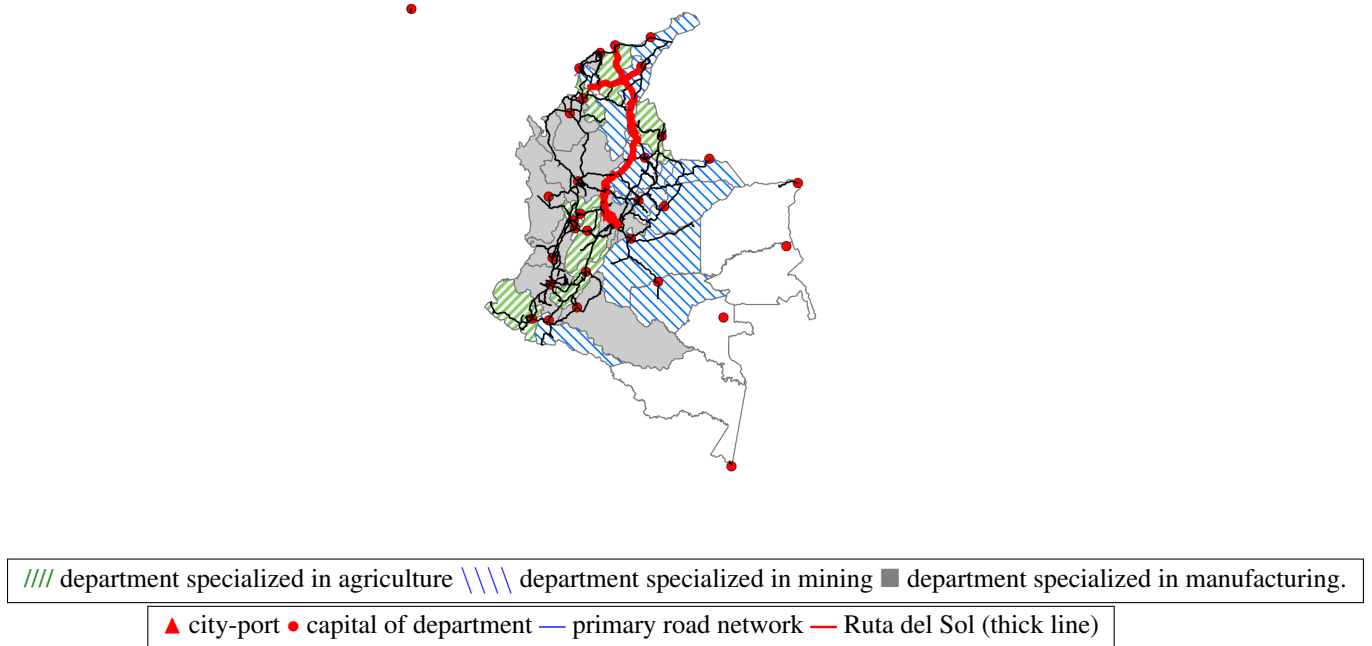 //// department specialized in agriculture \\\\ department specialized in mining ■ department specialized in manufacturing.
▲ city-port ● capital of department — primary road network — Ruta del Sol (thick line)